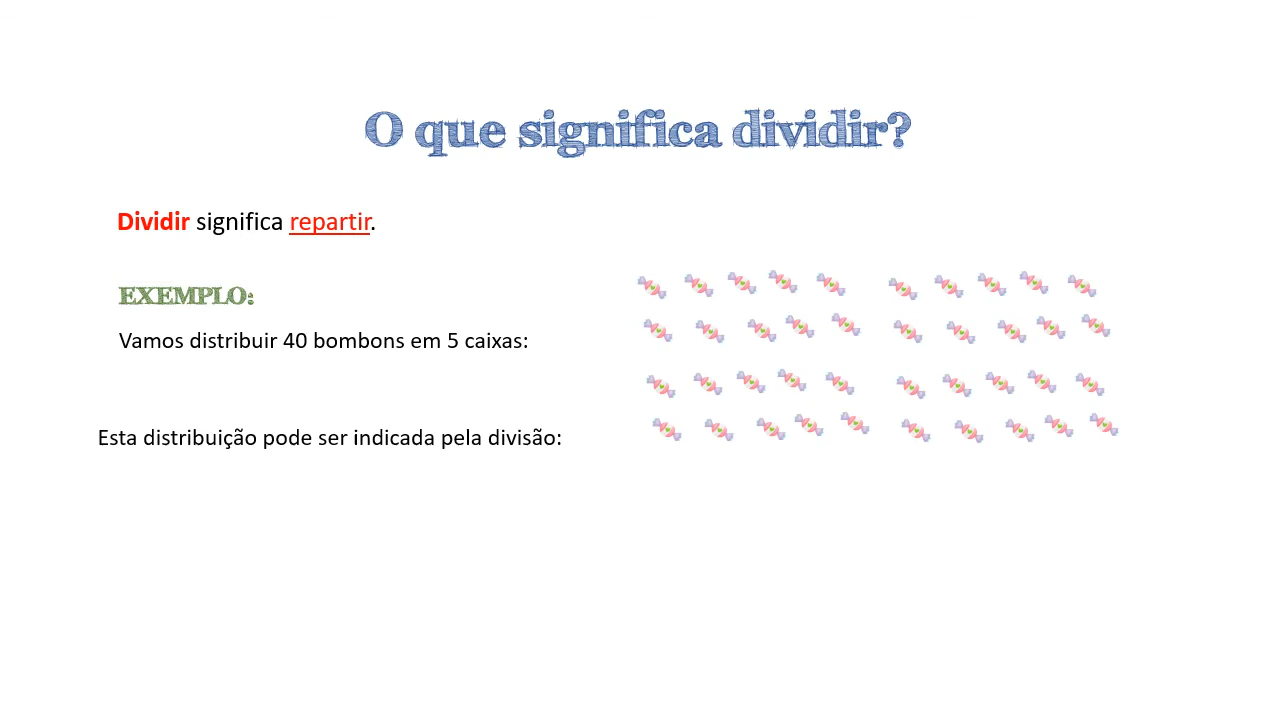 O que significa dividir?
Dividir significa repartir.
EXEMPLO:
Vamos distribuir 40 bombons em 5 caixas:
Esta distribuição pode ser indicada pela divisão: